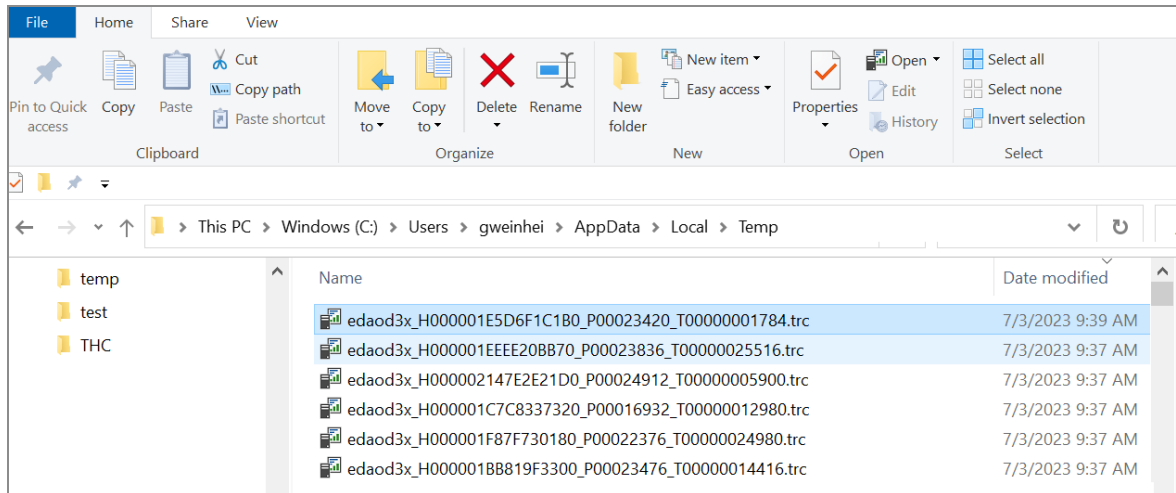 File Home Share View
Pin to Quick access
Copy
Paste
Cut
Copy path
Paste shortcut
Clipboard
Move to
Copy to
Delete
Rename
Organize
New folder
New item
Easy access
New
Properties
Open
Edit
History
Open
Select all
Select none
Invert selection
Select
This PC > Windows (C:) > Users > gweinhei > AppData > Local > Temp
temp
test
THC
Name Date modified
edaod3x_H000001E5D6F1C1B0_P00023420_T00000001784.trc 7/3/2023 9:39 AM
edaod3x_H000001EEEE20BB70_P00023836_T00000025516.trc 7/3/2023 9:37 AM
edaod3x_H000002147E2E21D0_P00024912_T00000005900.trc 7/3/2023 9:37 AM
edaod3x_H000001C7C8337320_P00016932_T00000012980.trc 7/3/2023 9:37 AM
edaod3x_H000001F87F730180_P00022376_T00000024980.trc 7/3/2023 9:37 AM
edaod3x_H000001BB819F3300_P00023476_T00000014416.trc 7/3/2023 9:37 AM